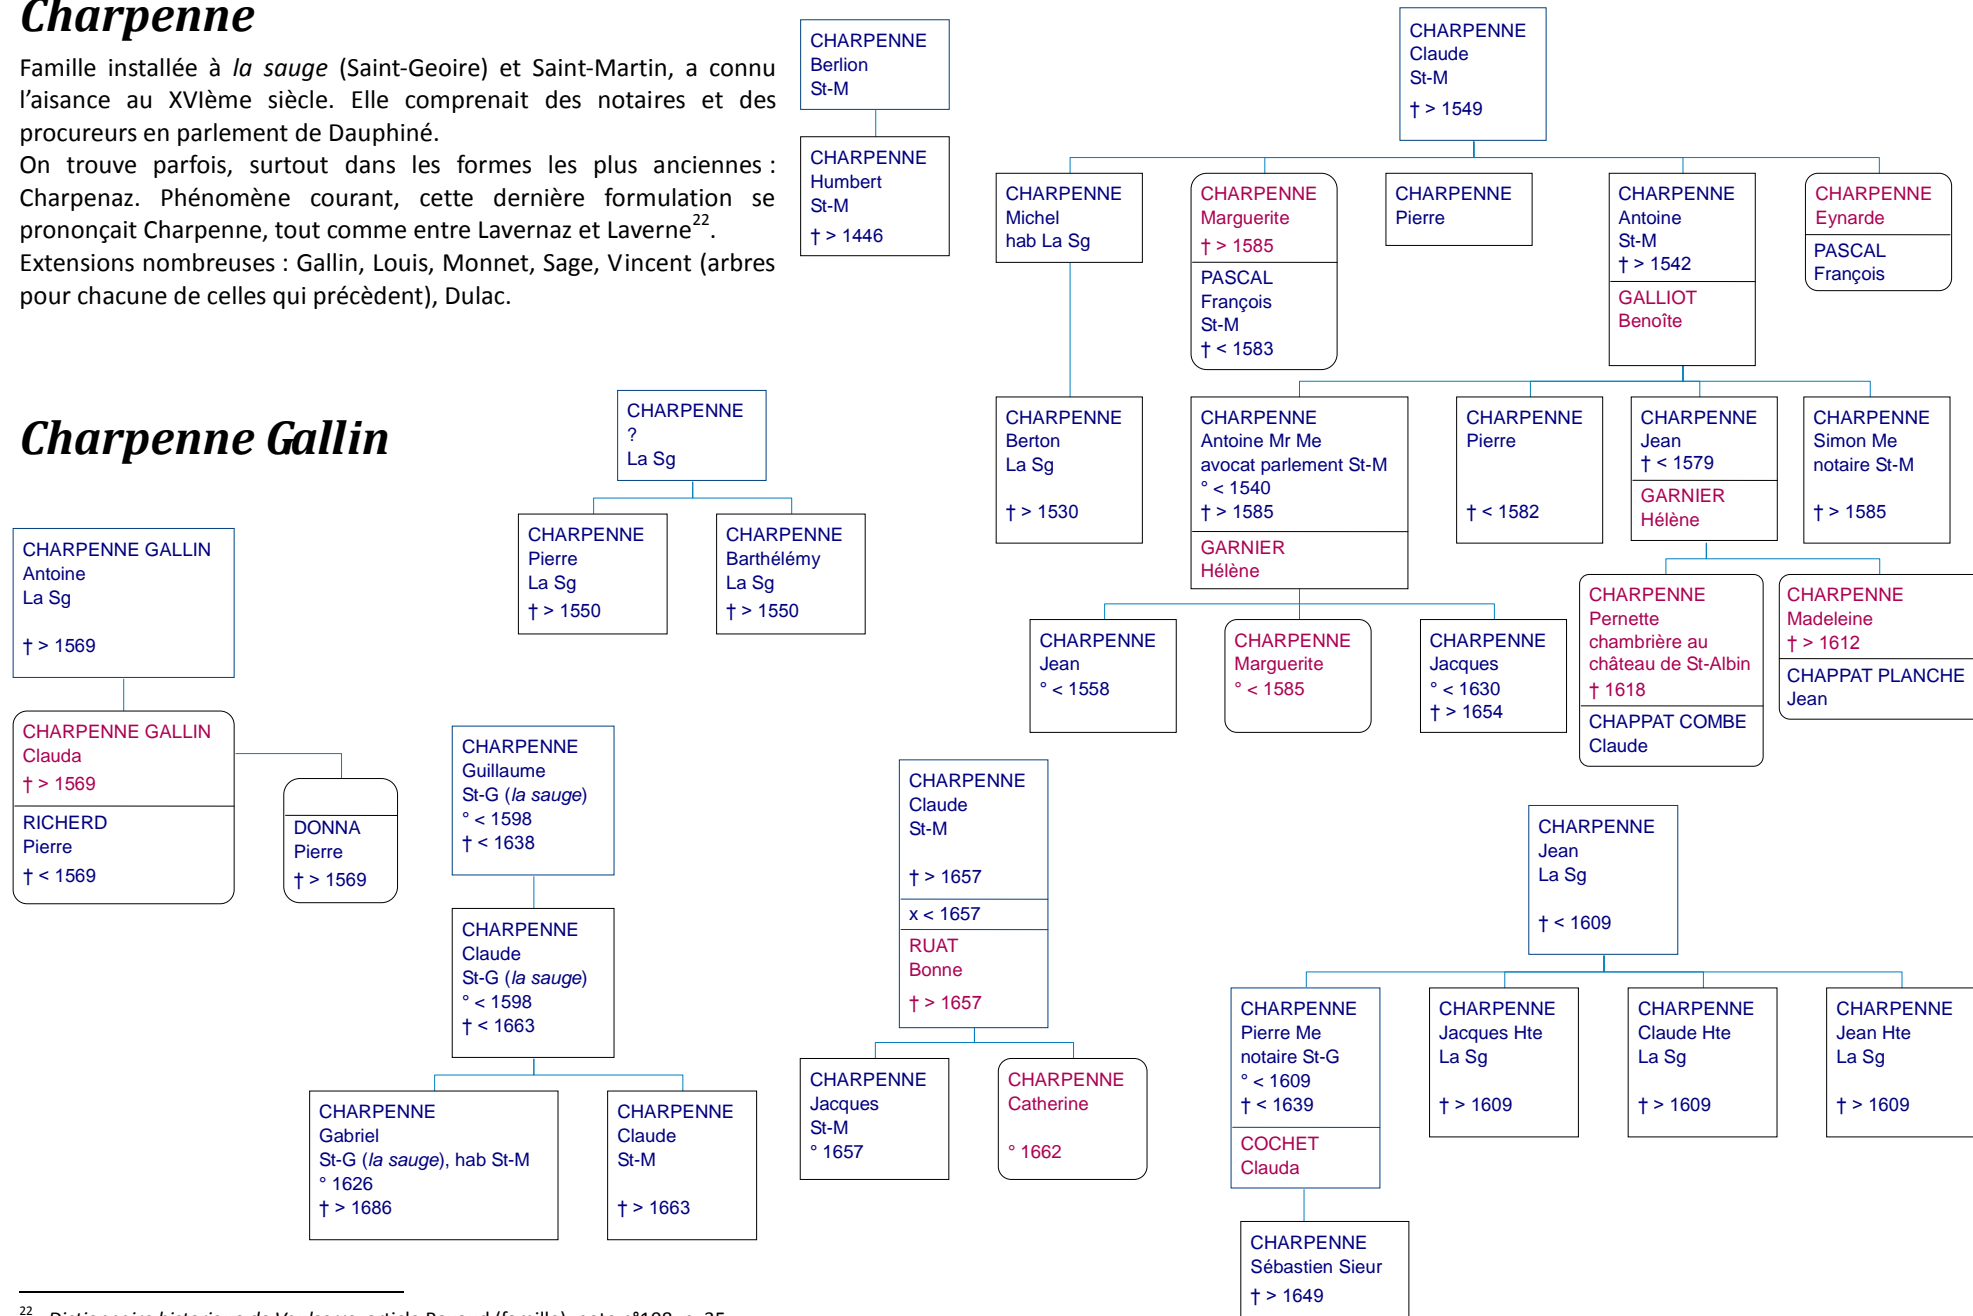 Charpenne
Famille installée à la sauge (Saint-Geoire) et Saint-Martin, a connu
l’aisance au XVIème siècle. Elle comprenait des notaires et des
procureurs en parlement de Dauphiné.
On trouve parfois, surtout dans les formes les plus anciennes :
Charpenaz. Phénomène courant, cette dernière formulation se
prononçait Charpenne, tout comme entre Lavernaz et Laverne22.
Extensions nombreuses : Gallin, Louis, Monnet, Sage, Vincent (arbres
pour chacune de celles qui précèdent), Dulac.
CHARPENNE
Berlion
St-M
CHARPENNE
Humbert
St-M
† > 1446
CHARPENNE
Claude
St-M
† > 1549
CHARPENNE
Michel
hab La Sg
CHARPENNE
Marguerite
† > 1585
PASCAL
François
St-M
† < 1583
CHARPENNE
Pierre
CHARPENNE
Antoine
St-M
† > 1542
GALLIOT
Benoîte
CHARPENNE
Eynarde
PASCAL
François
CHARPENNE
Berton
La Sg
† > 1530
CHARPENNE
Antoine Mr Me
avocat parlement St-M
° < 1540
† > 1585
GARNIER
Hélène
CHARPENNE
Pierre
† < 1582
CHARPENNE
Jean
† < 1579
GARNIER
Hélène
CHARPENNE
Simon Me
notaire St-M
† > 1585
CHARPENNE
Jean
° < 1558
CHARPENNE
Marguerite
° < 1585
CHARPENNE
Jacques
° < 1630
† > 1654
CHARPENNE
Pernette
chambrière au
château de St-Albin
† 1618
CHAPPAT COMBE
Claude
CHARPENNE
Madeleine
† > 1612
CHAPPAT PLANCHE
Jean
Charpenne Gallin
CHARPENNE
?
La Sg
CHARPENNE
Pierre
La Sg
† > 1550
CHARPENNE
Barthélémy
La Sg
† > 1550
CHARPENNE GALLIN
Antoine
La Sg
† > 1569
CHARPENNE GALLIN
Clauda
† > 1569
RICHERD
Pierre
† < 1569
DONNA
Pierre
† > 1569
CHARPENNE
Guillaume
St-G (la sauge)
° < 1598
† < 1638
CHARPENNE
Claude
St-G (la sauge)
° < 1598
† < 1663
CHARPENNE
Gabriel
St-G (la sauge), hab St-M
° 1626
† > 1686
CHARPENNE
Claude
St-M
† > 1663
CHARPENNE
Claude
St-M
† > 1657
x < 1657
RUAT
Bonne
† > 1657
CHARPENNE
Jacques
St-M
° 1657
CHARPENNE
Catherine
° 1662
CHARPENNE
Jean
La Sg
† < 1609
CHARPENNE
Pierre Me
notaire St-G
° < 1609
† < 1639
COCHET
Clauda
CHARPENNE
Jacques Hte
La Sg
† > 1609
CHARPENNE
Claude Hte
La Sg
† > 1609
CHARPENNE
Jean Hte
La Sg
† > 1609
CHARPENNE
Sébastien Sieur
† > 1649